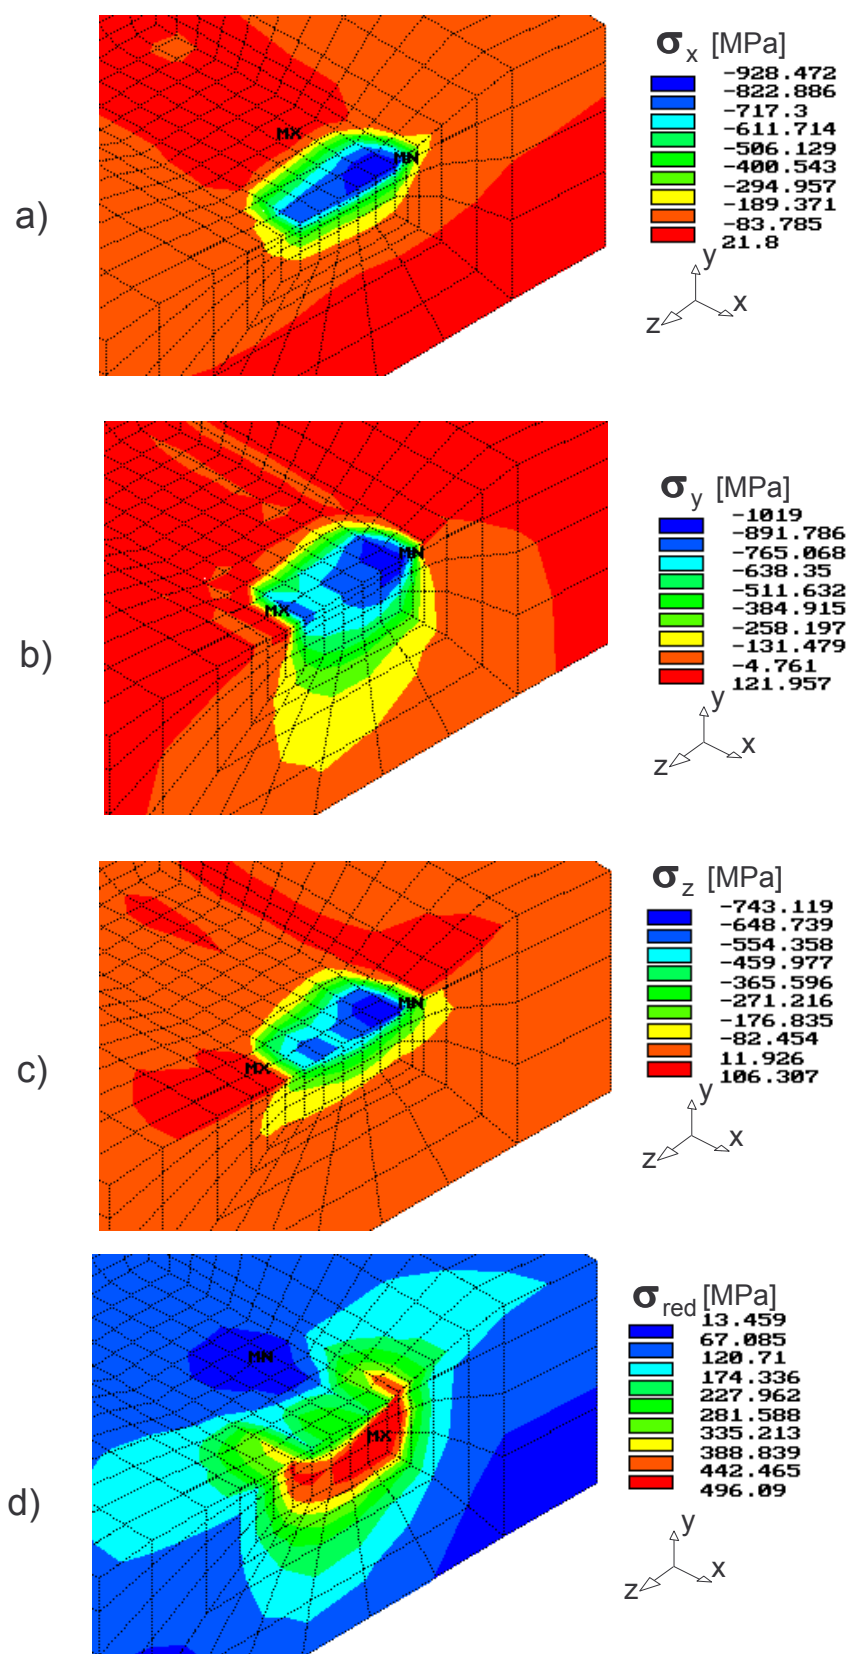 a)
MX
MN
σx [MPa]
-928.472
-822.886
-717.3
-611.714
-506.129
-400.543
-294.957
-189.371
-83.785
21.8
y
x
z
b)
MN
MX
σy [MPa]
-1019
-891.786
-765.068
-638.35
-511.632
-384.915
-258.197
-131.479
-4.761
121.957
y
x
z
c)
MN
MX
σz [MPa]
-743.119
-648.739
-554.358
-459.977
-365.596
-271.216
-176.835
-82.454
11.926
106.307
y
x
z
d)
MN
MX
σred [MPa]
13.459
67.085
120.71
174.336
227.962
281.588
335.213
388.839
442.465
496.09
y
x
z